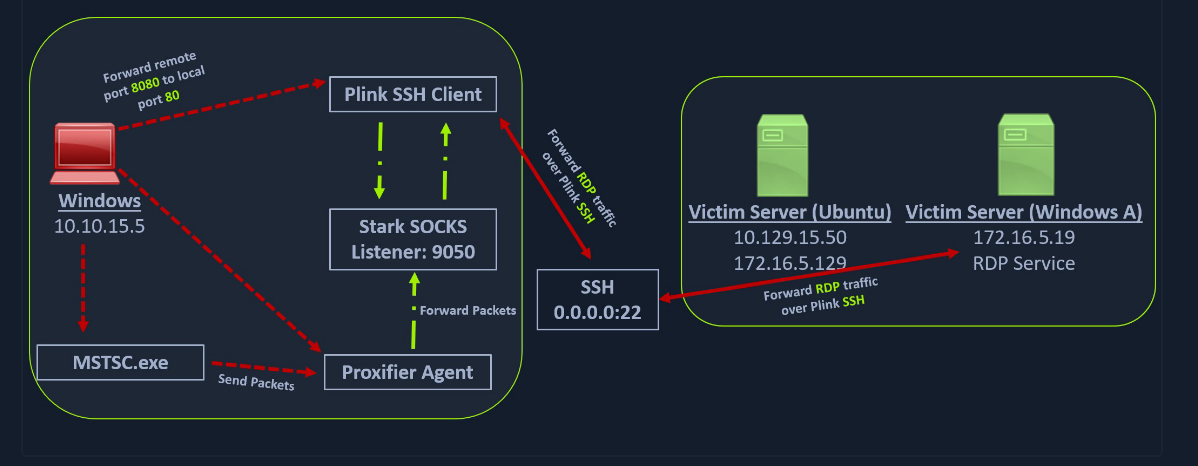 Forward remote
port 8080 to local
port 80
Plink SSH Client
Windows
10.10.15.5
Stark SOCKS
Listener: 9050
Forward Packets
MSTSC.exe
Send Packets
Proxifier Agent
Forward RDP traffic
over Plink SSH
SSH
0.0.0.0:22
Victim Server (Ubuntu)
10.129.15.50
172.16.5.129
Victim Server (Windows A)
172.16.5.19
RDP Service
Forward RDP traffic
over Plink SSH